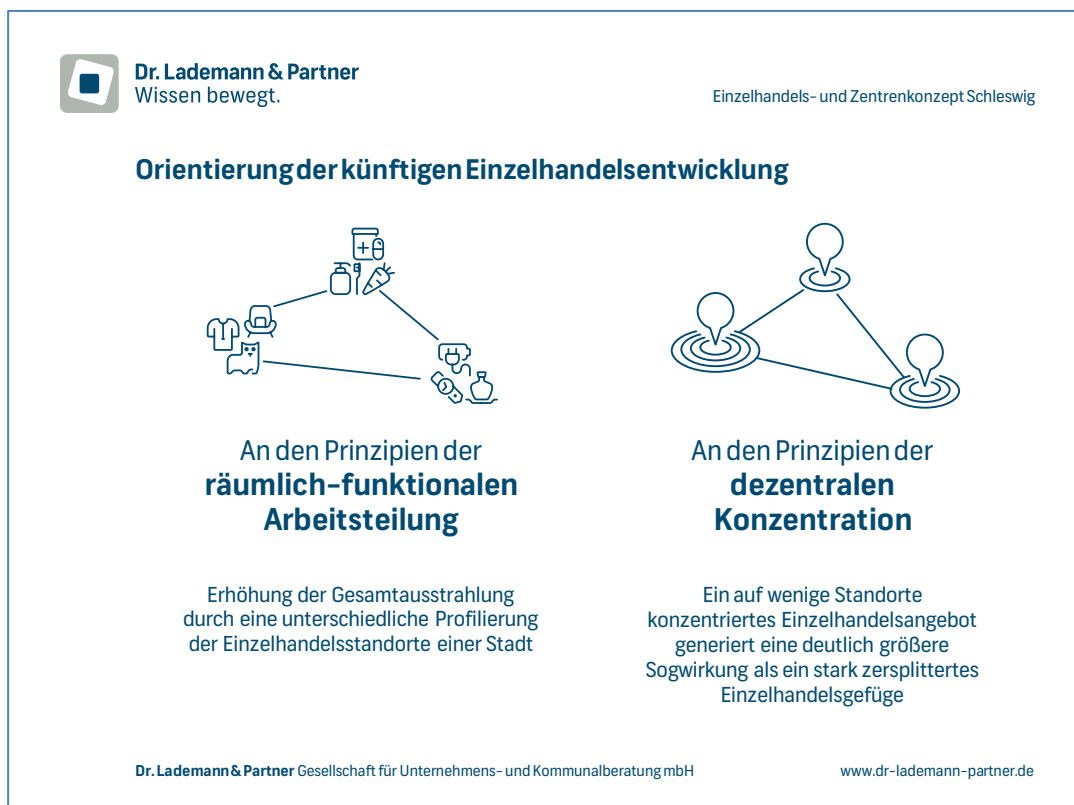 Dr. Lademann & Partner
Wissen bewegt.
Einzelhandels- und Zentrenkonzept Schleswig
Orientierung der künftigen Einzelhandelsentwicklung
An den Prinzipien der
räumlich-funktionalen
Arbeitsteilung
Erhöhung der Gesamtausstrahlung
durch eine unterschiedliche Profilierung
der Einzelhandelsstandorte einer Stadt
An den Prinzipien der
dezentralen
Konzentration
Ein auf wenige Standorte
konzentriertes Einzelhandelsangebot
generiert eine deutlich größere
Sogwirkung als ein stark zersplittertes
Einzelhandelsgefüge
Dr. Lademann & Partner Gesellschaft für Unternehmens- und Kommunalberatung mbH
www.dr-lademann-partner.de